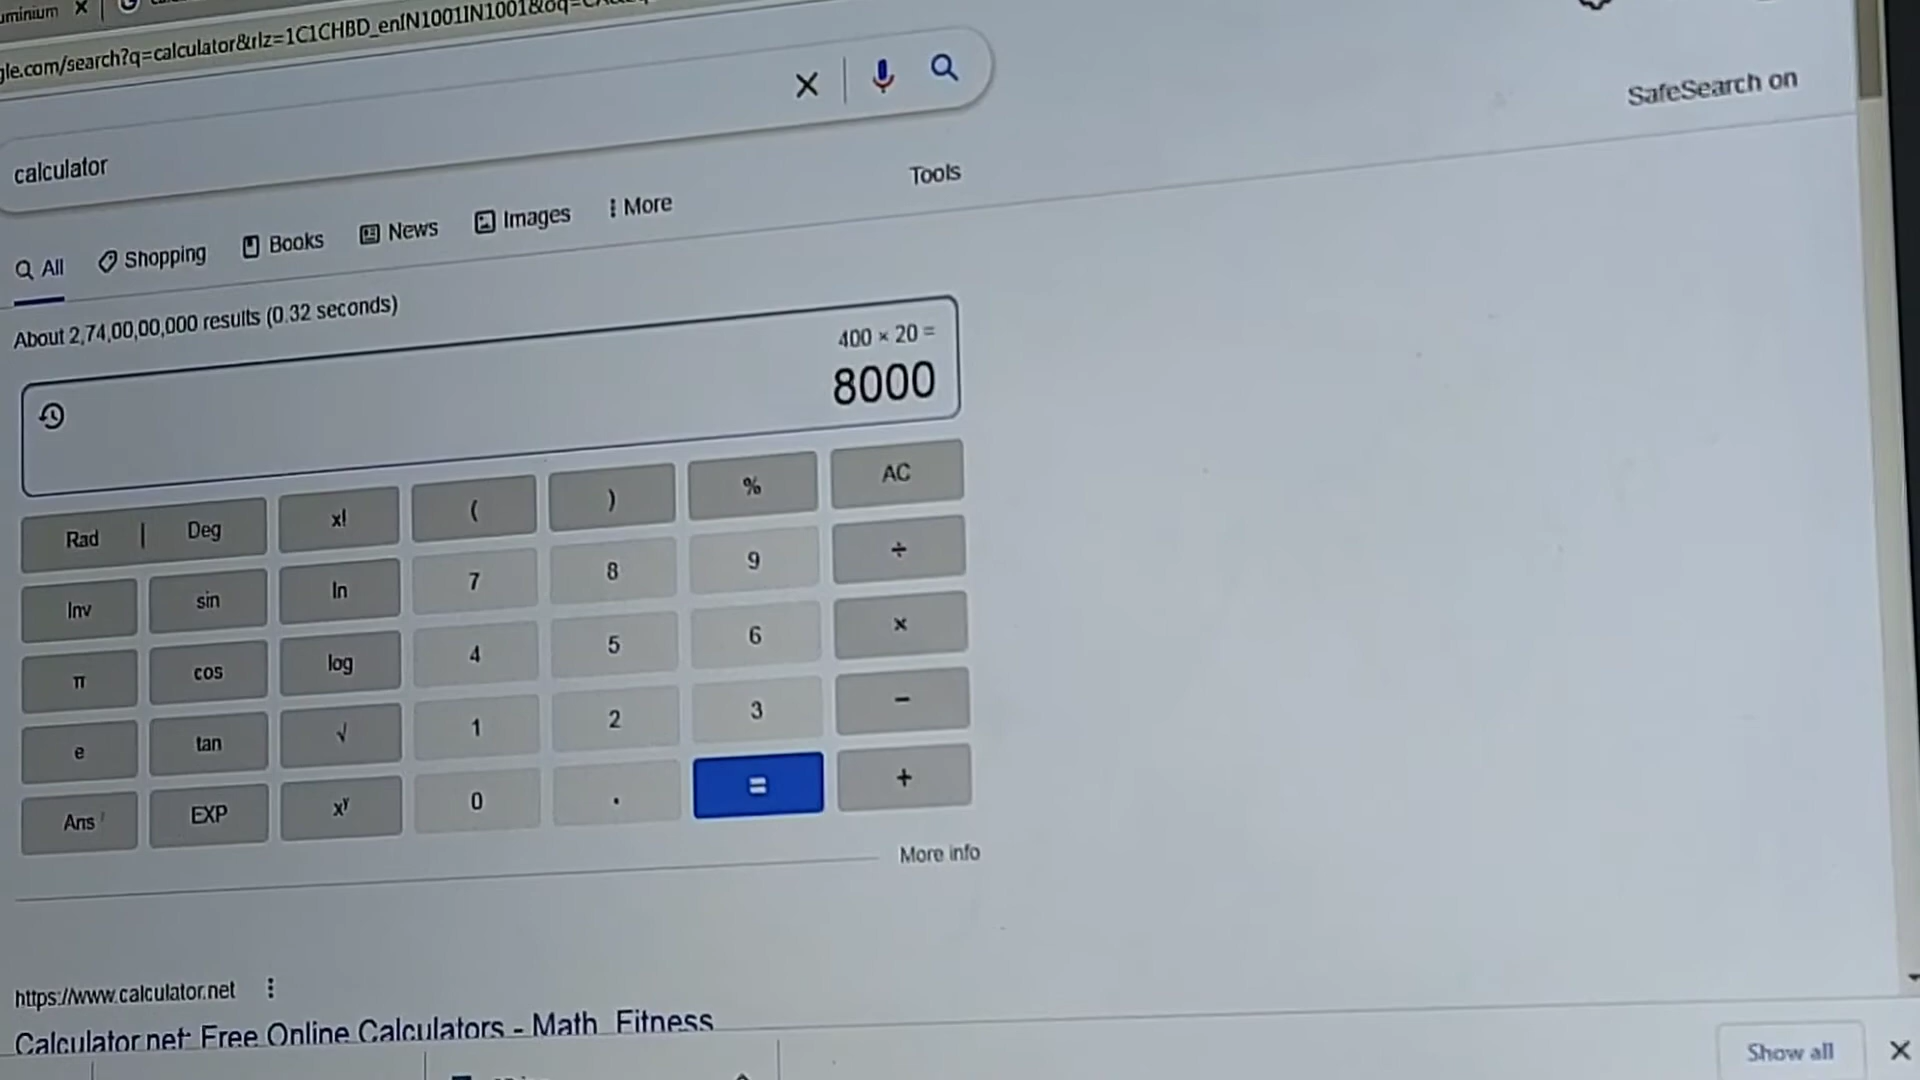 calculator
gle.com/search?q=calculator&rlz=1C1CHBD_enIN1001IN1001&oq=
calculator
SafeSearch on
All Shopping Books News Images More Tools
About 2,74,00,00,000 results (0.32 seconds)
400 × 20 =
8000
Rad | Deg x! ( ) % AC
Inv sin ln 7 8 9 ÷
π cos log 4 5 6 ×
e tan √ 1 2 3 −
Ans EXP xʸ 0 . = +
More info
https://www.calculator.net
Calculator.net: Free Online Calculators - Math, Fitness
Show all